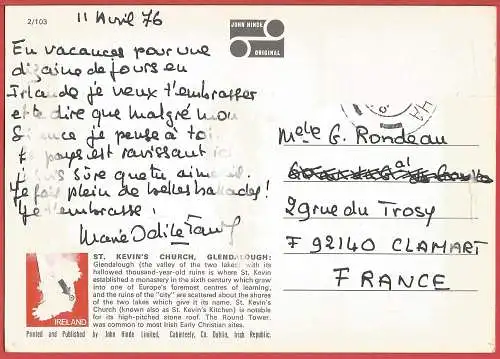 2/103
11 Avril 76
JOHN HINDE
ORIGINAL
En vacances pour une
dizaine de jours en
Irlande je veux t'embrasser
et te dire que malgré mon
silence je pense à toi.
Le pays est ravissant ici
je suis sûre que tu aimerais.
Je fais plein de belles ballades!
Je t'embrasse!
Marie Odile
Melle G. Rondeau
29 rue du Trosy
F 92140 CLAMART
FRANCE
ST. KEVIN'S CHURCH, GLENDALOUGH:
Glendalough (the valley of the two lakes) with its
hallowed thousand-year-old ruins is where St. Kevin
established a monastery in the sixth century which grew
into one of Europe's foremost centres of learning,
and the ruins of the "city" are scattered about the shores
of the two lakes which give it its name. St. Kevin's
Church (known also as St. Kevin's Kitchen) is notable
for its high-pitched stone roof. The Round Tower
was common to most Irish Early Christian sites.
IRELAND
Printed and Published by John Hinde Limited, Cabinteely, Co. Dublin, Irish Republic.